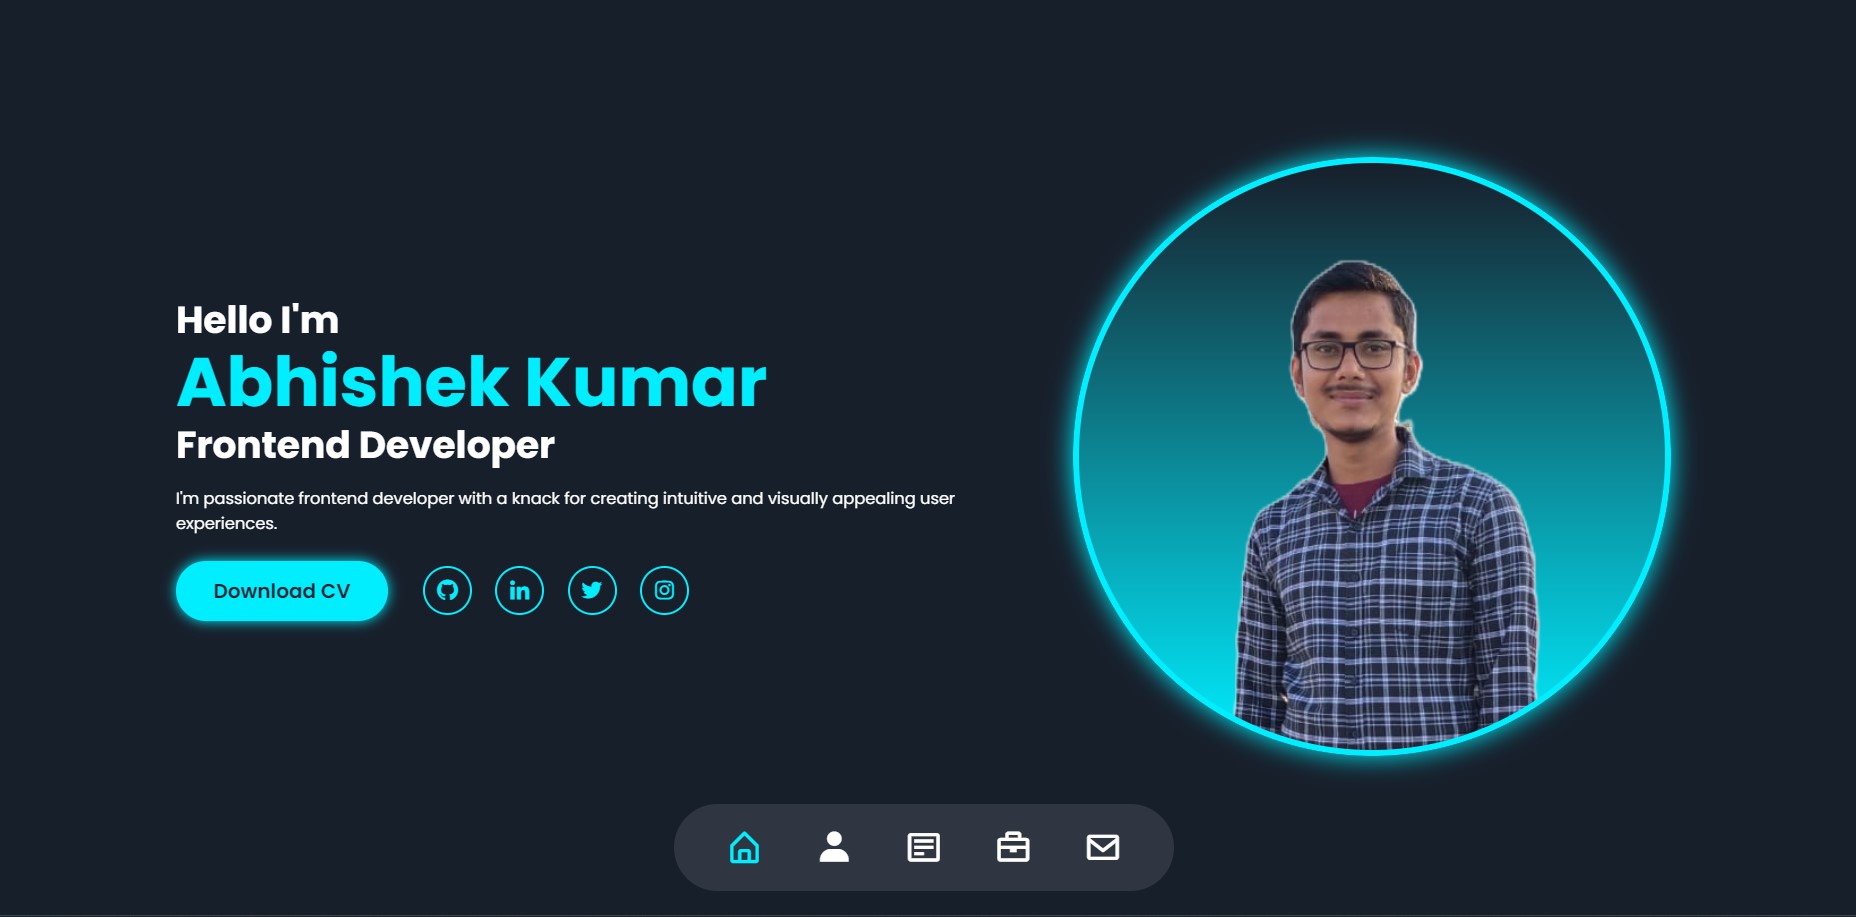 Hello I'm
Abhishek Kumar
Frontend Developer
I'm passionate frontend developer with a knack for creating intuitive and visually appealing user
experiences.
Download CV